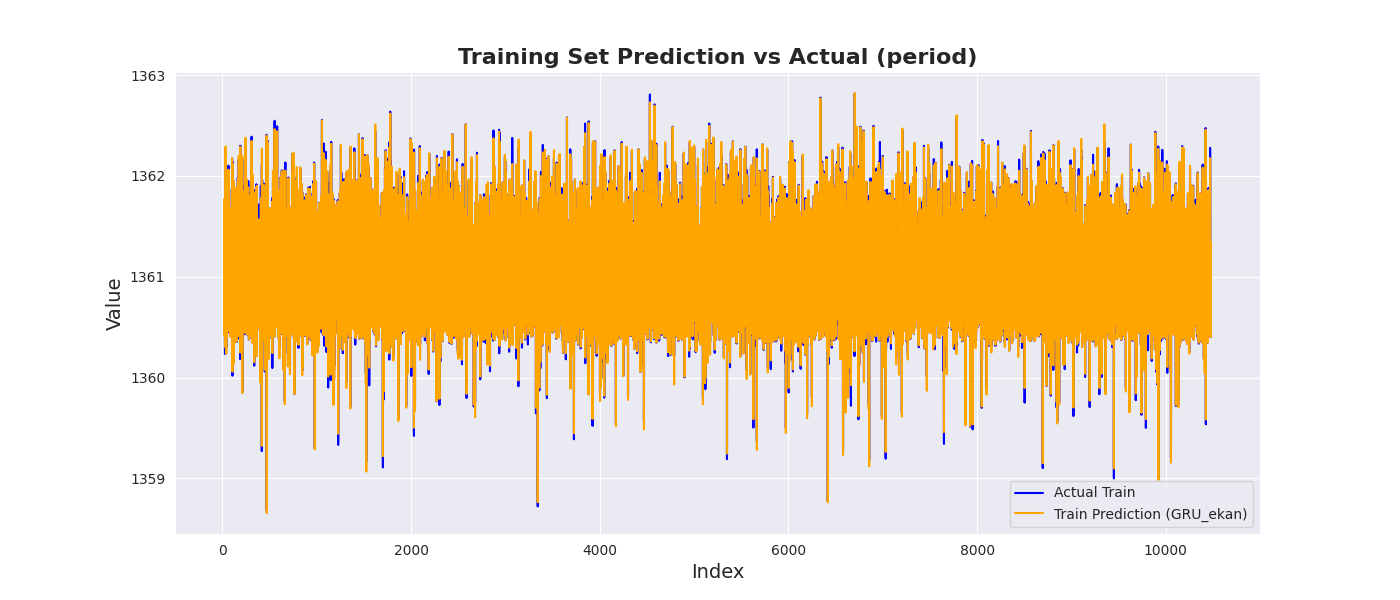 Training Set Prediction vs Actual (period)
1363
1362
1361
1360
1359
Value
0
2000
4000
6000
8000
10000
Index
Actual Train
Train Prediction (GRU_ekan)